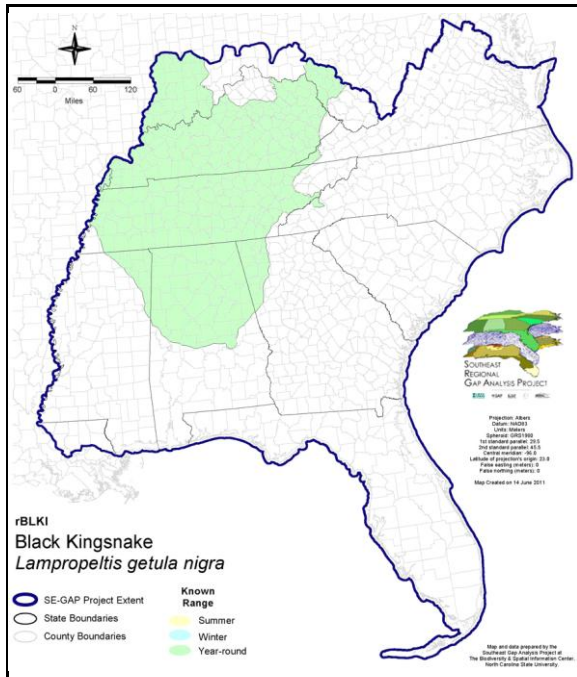 N
60 0 60 120
Miles
SOUTHEAST
REGIONAL
GAP ANALYSIS PROJECT
Projection: Albers
Datum: NAD83
Units: Meters
Spheroid: GRS1980
1st standard parallel: 29.5
2nd standard parallel: 45.5
Central meridian: -96.0
Latitude of projection's origin: 23.0
False easting (meters): 0
False northing (meters): 0
Map Created on 14 June 2011
rBLKI
Black Kingsnake
Lampropeltis getula nigra
SE-GAP Project Extent
State Boundaries
County Boundaries
Known
Range
Summer
Winter
Year-round
Map and data prepared by the
Southeast Gap Analysis Project at
The Biodiversity & Spatial Information Center,
North Carolina State University.